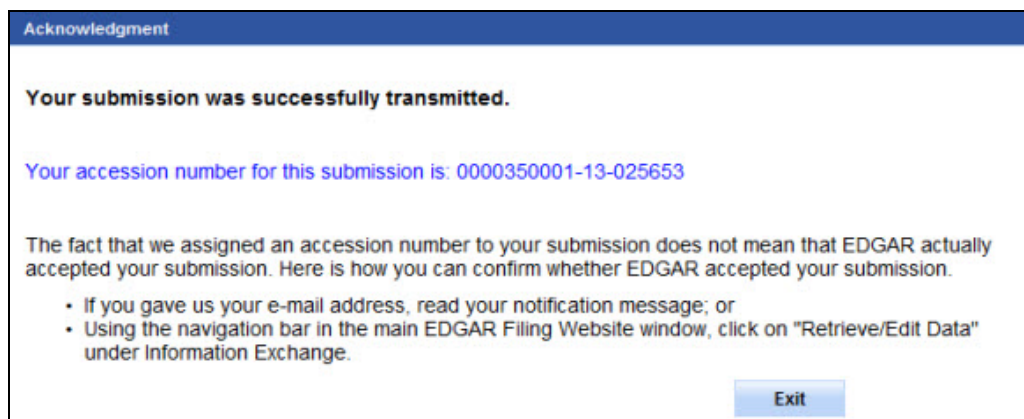 Acknowledgment
Your submission was successfully transmitted.
Your accession number for this submission is: 0000350001-13-025653
The fact that we assigned an accession number to your submission does not mean that EDGAR actually
accepted your submission. Here is how you can confirm whether EDGAR accepted your submission.
• If you gave us your e-mail address, read your notification message; or
• Using the navigation bar in the main EDGAR Filing Website window, click on "Retrieve/Edit Data"
under Information Exchange.
Exit